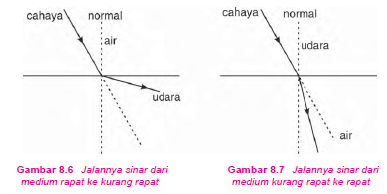 cahaya normal
air
udara
Gambar 8.6 Jalannya sinar dari
medium rapat ke kurang rapat
cahaya normal
udara
air
Gambar 8.7 Jalannya sinar dari
medium kurang rapat ke rapat